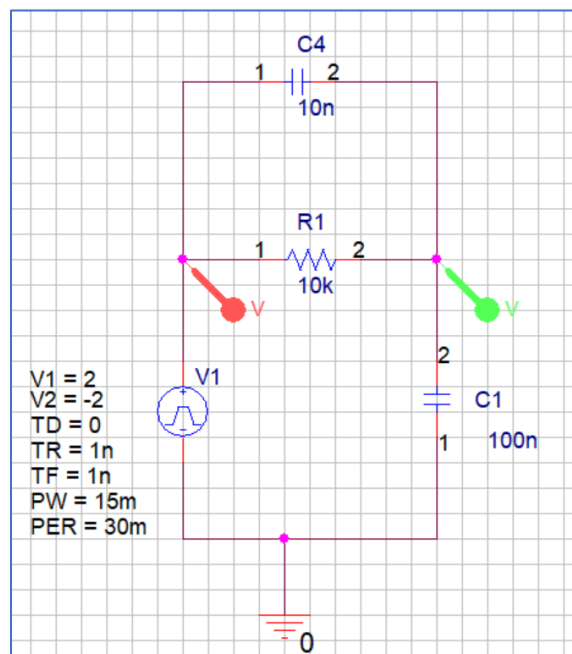 C4
1 2
10n
R1
1 2
10k
V V
V1
V1 = 2
V2 = -2
TD = 0
TR = 1n
TF = 1n
PW = 15m
PER = 30m
2
C1
100n
1
0